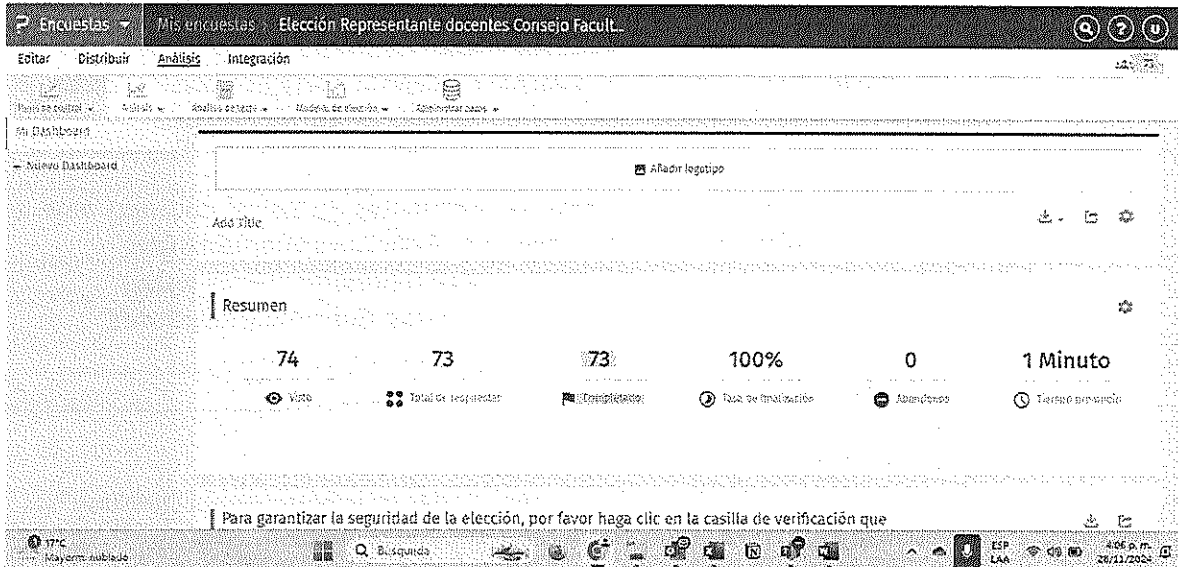 Encuestas Mis encuestas Elección Representante docentes Consejo Facult...
Editar Distribuir Análisis Integración 73
Mi Dashboard
Nuevo Dashboard
Añadir logotipo
Add Title
Resumen
74 73 73 100% 0 1 Minuto
Visto Total de respuestas Completado Tasa de finalización Abandonos Tiempo promedio
Para garantizar la seguridad de la elección, por favor haga clic en la casilla de verificación que
17°C
Mayorm. nublado
Búsqueda
ESP
LAA
4:06 p. m.